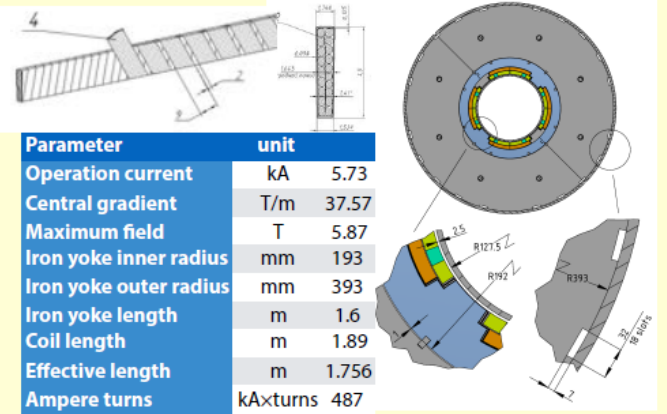 4
2
9
Parameter unit
Operation current kA 5.73
Central gradient T/m 37.57
Maximum field T 5.87
Iron yoke inner radius mm 193
Iron yoke outer radius mm 393
Iron yoke length m 1.6
Coil length m 1.89
Effective length m 1.756
Ampere turns kA×turns 487
2.5
R127.5
R192
1
R393
32
18 slots
7